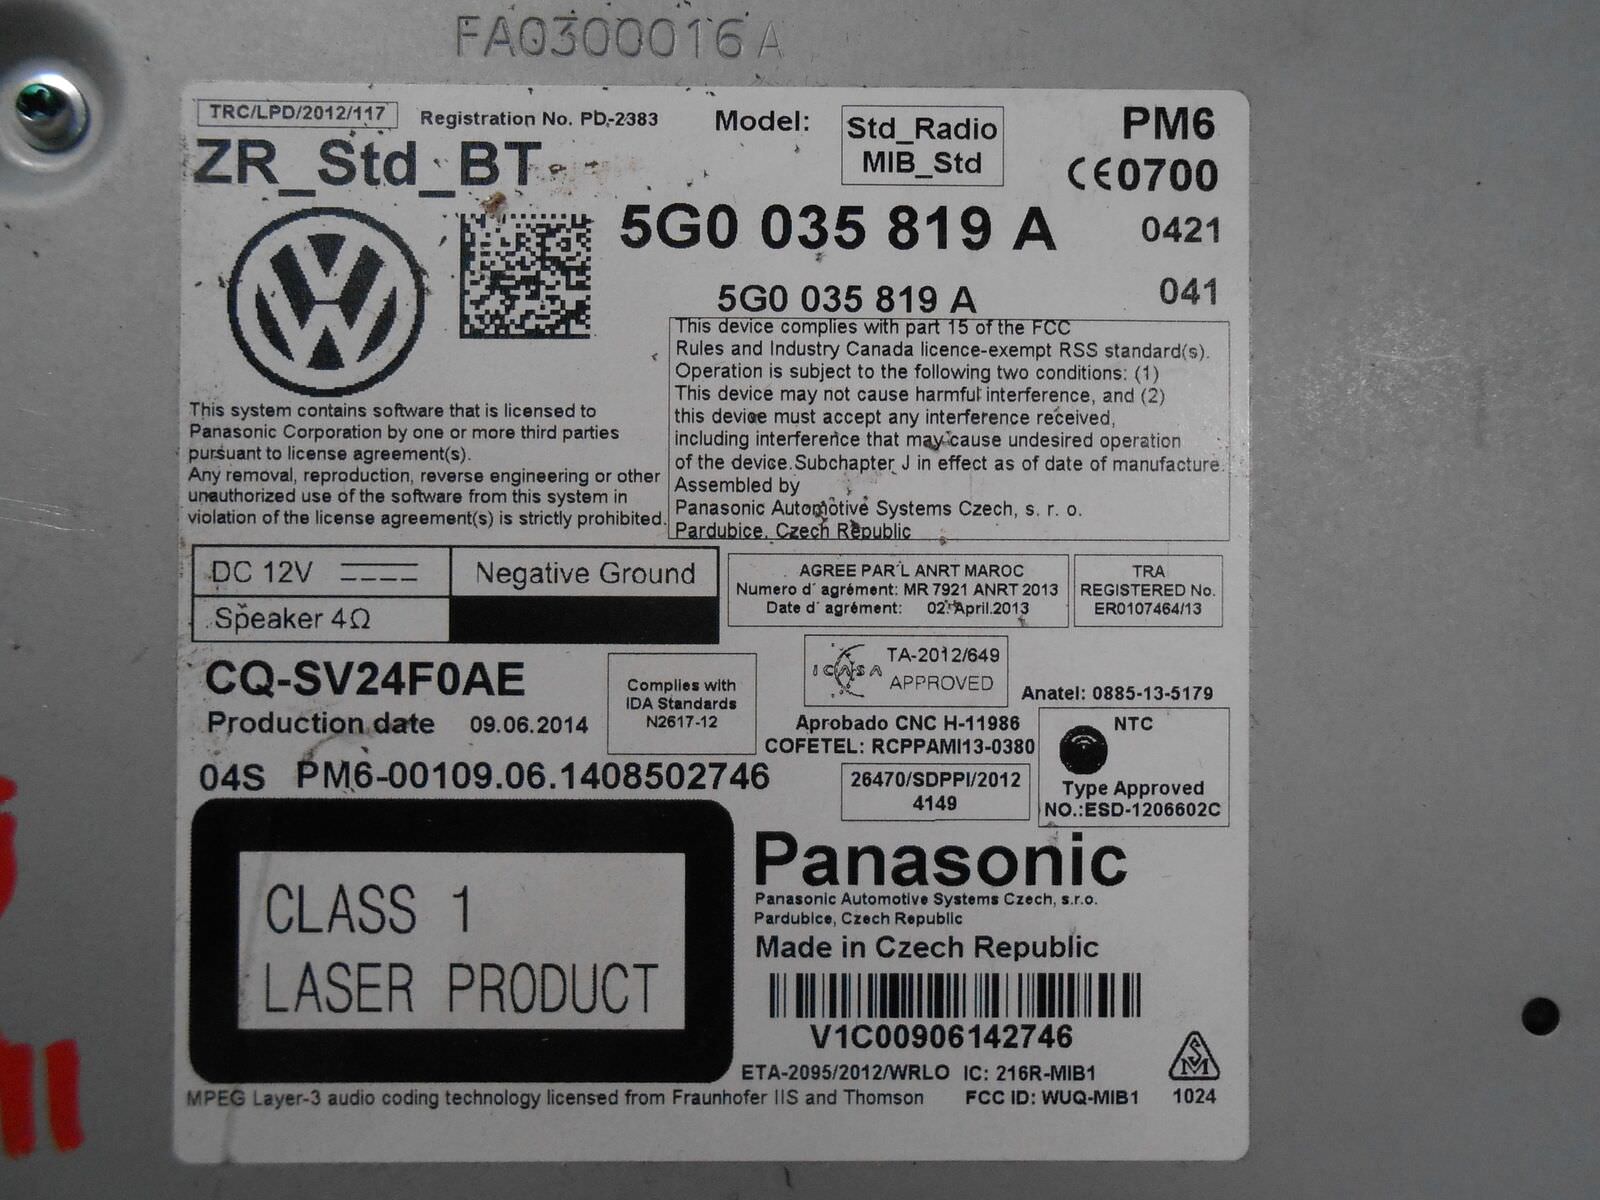 FA0300016A
TRC/LPD/2012/117
Registration No. PD-2383
Model:
Std_Radio
MIB_Std
PM6
CE0700
ZR_Std_BT
5G0 035 819 A
0421
5G0 035 819 A
041
This device complies with part 15 of the FCC
Rules and Industry Canada licence-exempt RSS standard(s).
Operation is subject to the following two conditions: (1)
This device may not cause harmful interference, and (2)
this device must accept any interference received,
including interference that may cause undesired operation
of the device.Subchapter J in effect as of date of manufacture.
Assembled by
Panasonic Automotive Systems Czech, s. r. o.
Pardubice, Czech Republic
This system contains software that is licensed to
Panasonic Corporation by one or more third parties
pursuant to license agreement(s).
Any removal, reproduction, reverse engineering or other
unauthorized use of the software from this system in
violation of the license agreement(s) is strictly prohibited.
DC 12V
Negative Ground
Speaker 4Ω
AGREE PAR'L ANRT MAROC
Numero d'agrément: MR 7921 ANRT 2013
Date d'agrément: 02.April.2013
TRA
REGISTERED No.
ER0107464/13
CQ-SV24F0AE
Production date 09.06.2014
Complies with
IDA Standards
N2617-12
ICASA
TA-2012/649
APPROVED
Anatel: 0885-13-5179
Aprobado CNC H-11986
COFETEL: RCPPAMI13-0380
NTC
Type Approved
NO.:ESD-1206602C
04S PM6-00109.06.1408502746
26470/SDPPI/2012
4149
CLASS 1
LASER PRODUCT
Panasonic
Panasonic Automotive Systems Czech, s.r.o.
Pardubice, Czech Republic
Made in Czech Republic
V1C00906142746
ETA-2095/2012/WRLO IC: 216R-MIB1
MPEG Layer-3 audio coding technology licensed from Fraunhofer IIS and Thomson
FCC ID: WUQ-MIB1
1024